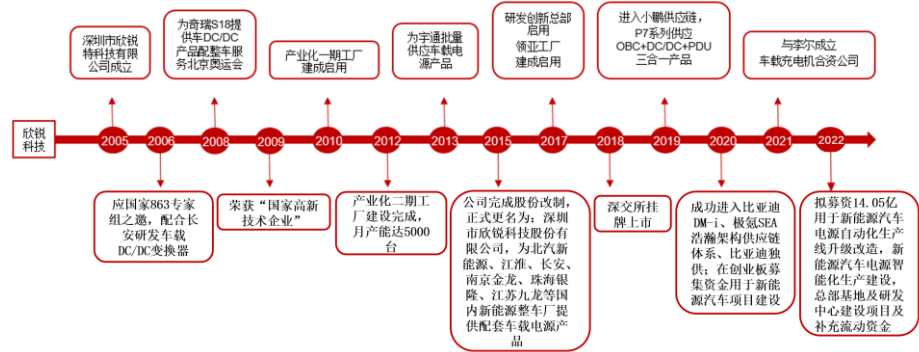 深圳市欣锐
特科技有限
公司成立
为奇瑞S18提
供车DC/DC
产品配整车服
务北京奥运会
产业化一期工厂
建成启用
为宇通批量
供应车载电
源产品
研发创新总部
启用
领亚工厂
建成启用
进入小鹏供应链，
P7系列供应
OBC+DC/DC+PDU
三合一产品
与李尔成立
车载充电机合资公司
欣锐
科技
2005
2006
2008
2009
2010
2012
2013
2015
2017
2018
2019
2020
2021
2022
应国家863专家
组之邀，配合长
安研发车载
DC/DC变换器
荣获“国家高新
技术企业”
产业化二期工
厂建设完成，
月产能达5000
台
公司完成股份改制，
正式更名为：深圳
市欣锐科技股份有
限公司，为北汽新
能源、江淮、长安、
南京金龙、珠海银
隆、江苏九龙等国
内新能源整车厂提
供配套车载电源产
品
深交所挂
牌上市
成功进入比亚迪
DM-i、极氪SEA
浩瀚架构供应链
体系、比亚迪独
供；在创业板募
集资金用于新能
源汽车项目建设
拟募资14.05亿
用于新能源汽车
电源自动化生产
线升级改造，新
能源汽车电源智
能化生产建设，
总部基地及研发
中心建设项目及
补充流动资金